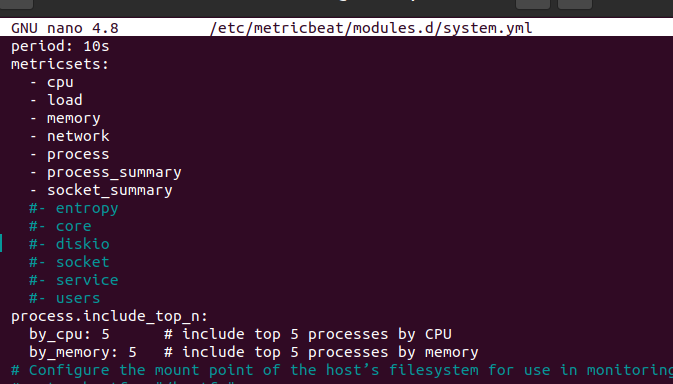 GNU nano 4.8 /etc/metricbeat/modules.d/system.yml
period: 10s
metricsets:
  - cpu
  - load
  - memory
  - network
  - process
  - process_summary
  - socket_summary
  #- entropy
  #- core
  #- diskio
  #- socket
  #- service
  #- users
process.include_top_n:
  by_cpu: 5      # include top 5 processes by CPU
  by_memory: 5   # include top 5 processes by memory
# Configure the mount point of the host’s filesystem for use in monitoring